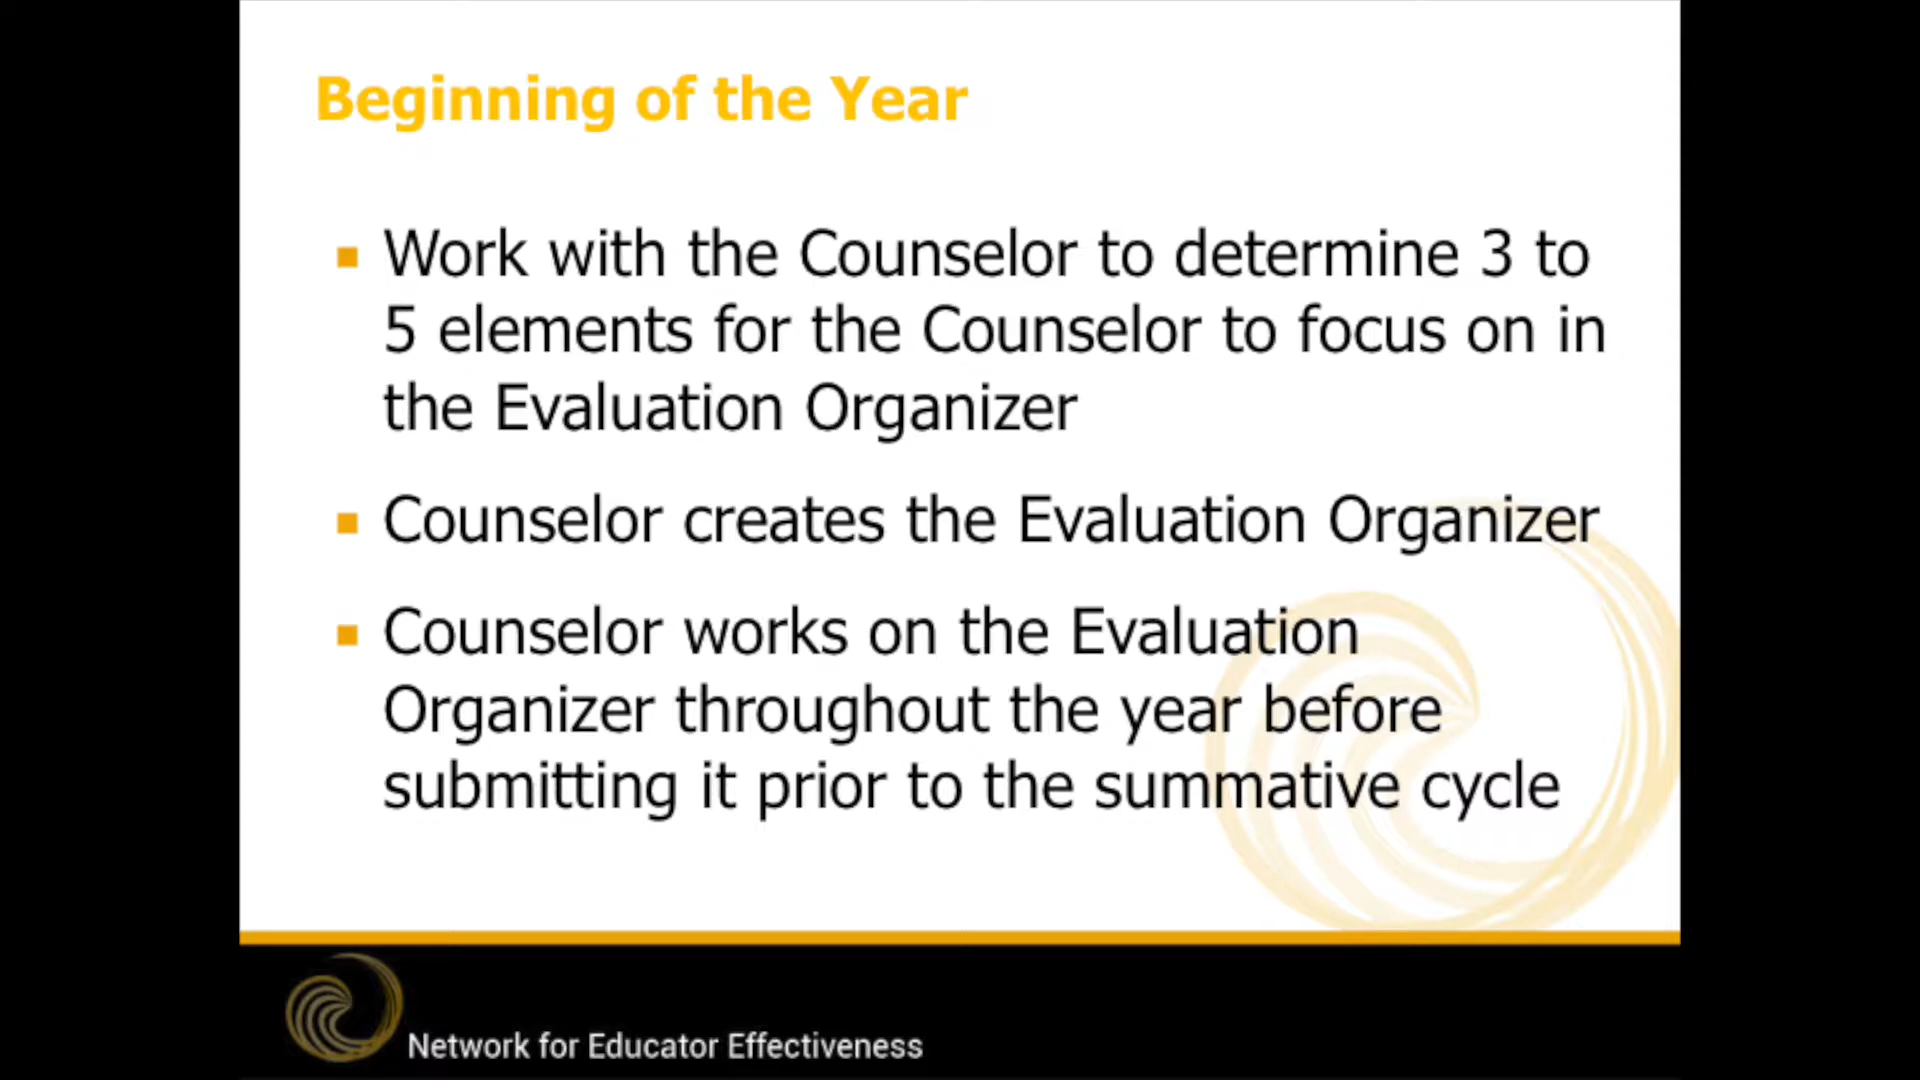 Beginning of the Year
Work with the Counselor to determine 3 to
5 elements for the Counselor to focus on in
the Evaluation Organizer
Counselor creates the Evaluation Organizer
Counselor works on the Evaluation
Organizer throughout the year before
submitting it prior to the summative cycle
Network for Educator Effectiveness